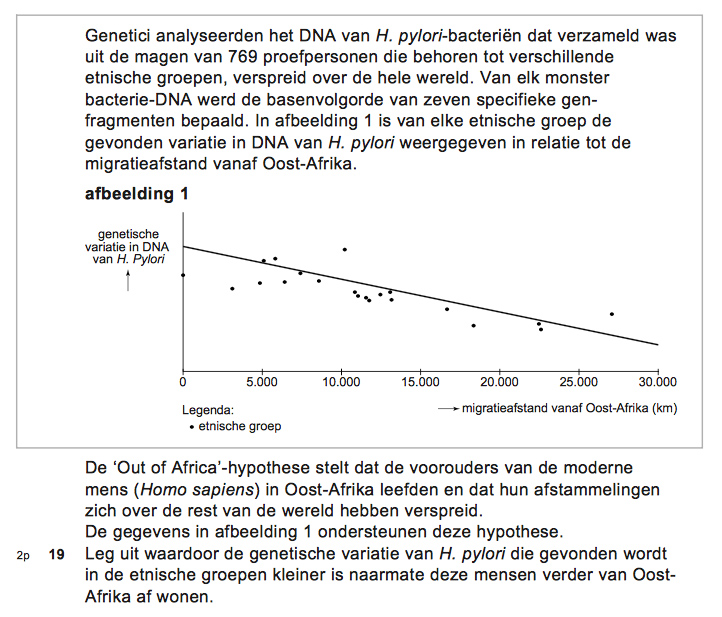 Genetici analyseerden het DNA van H. pylori-bacteriën dat verzameld was
uit de magen van 769 proefpersonen die behoren tot verschillende
etnische groepen, verspreid over de hele wereld. Van elk monster
bacterie-DNA werd de basenvolgorde van zeven specifieke gen-
fragmenten bepaald. In afbeelding 1 is van elke etnische groep de
gevonden variatie in DNA van H. pylori weergegeven in relatie tot de
migratieafstand vanaf Oost-Afrika.
afbeelding 1
genetische
variatie in DNA
van H. Pylori
0 5.000 10.000 15.000 20.000 25.000 30.000
migratieafstand vanaf Oost-Afrika (km)
Legenda:
etnische groep
De ‘Out of Africa’-hypothese stelt dat de voorouders van de moderne
mens (Homo sapiens) in Oost-Afrika leefden en dat hun afstammelingen
zich over de rest van de wereld hebben verspreid.
De gegevens in afbeelding 1 ondersteunen deze hypothese.
2p 19 Leg uit waardoor de genetische variatie van H. pylori die gevonden wordt
in de etnische groepen kleiner is naarmate deze mensen verder van Oost-
Afrika af wonen.